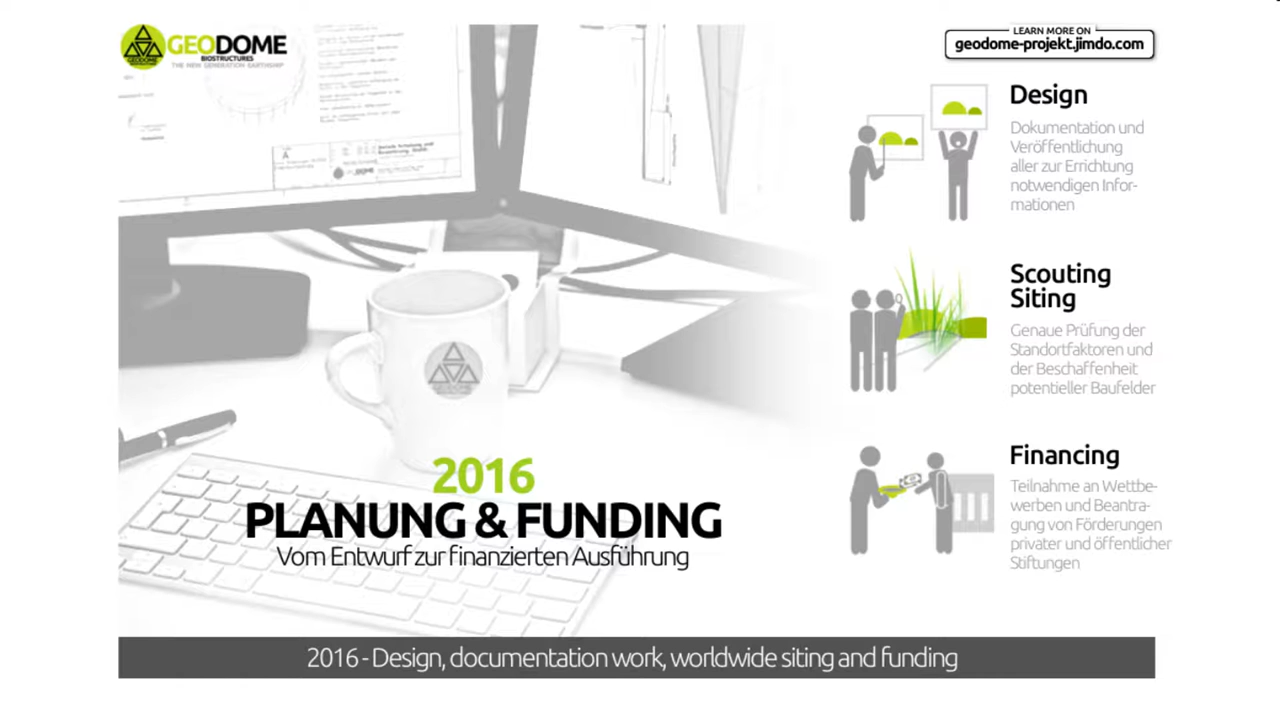 GEODOME
BIOSTRUCTURES
THE NEW GENERATION EARTHSHIP
LEARN MORE ON
geodome-projekt.jimdo.com
Design
Dokumentation und
Veröffentlichung
aller zur Errichtung
notwendigen Infor-
mationen
Scouting
Siting
Genaue Prüfung der
Standortfaktoren und
der Beschaffenheit
potentieller Baufelder
Financing
Teilnahme an Wettbe-
werben und Beantra-
gung von Förderungen
privater und öffentlicher
Stiftungen
2016
PLANUNG & FUNDING
Vom Entwurf zur finanzierten Ausführung
2016 - Design, documentation work, worldwide siting and funding